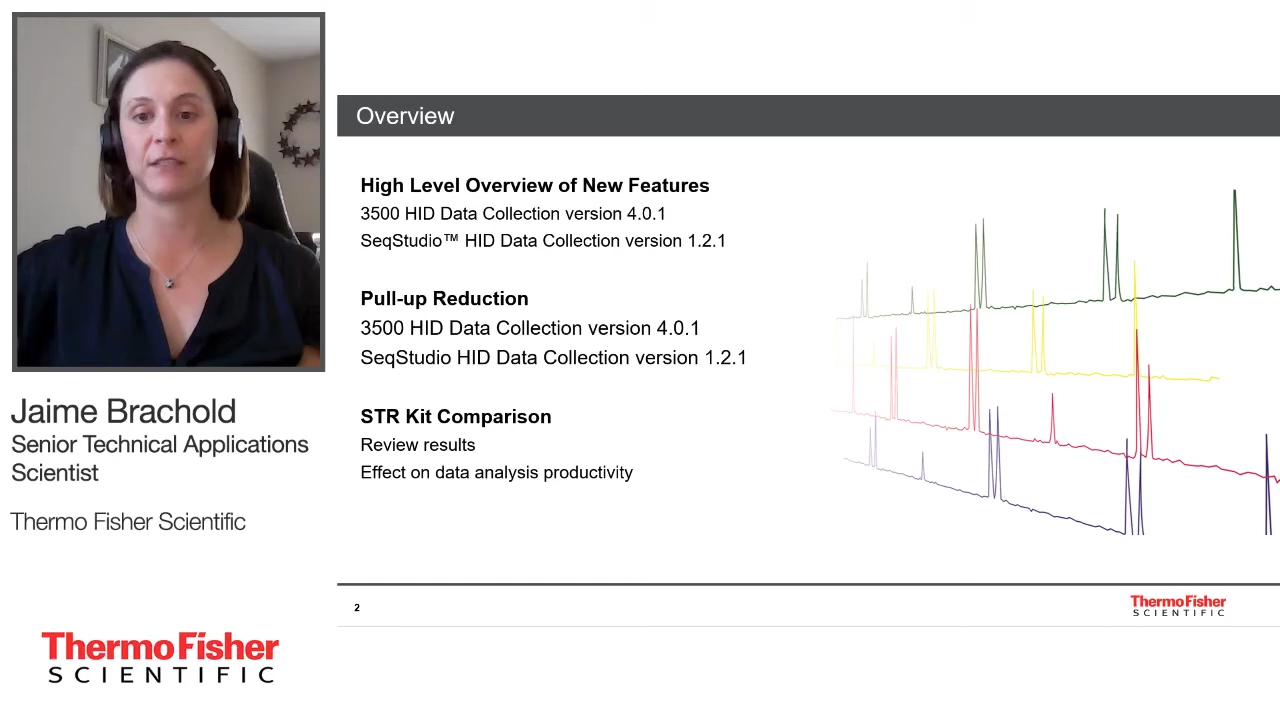 Jaime Brachold
Senior Technical Applications
Scientist
Thermo Fisher Scientific
ThermoFisher
SCIENTIFIC
Overview
High Level Overview of New Features
3500 HID Data Collection version 4.0.1
SeqStudio™ HID Data Collection version 1.2.1
Pull-up Reduction
3500 HID Data Collection version 4.0.1
SeqStudio HID Data Collection version 1.2.1
STR Kit Comparison
Review results
Effect on data analysis productivity
2
ThermoFisher
SCIENTIFIC